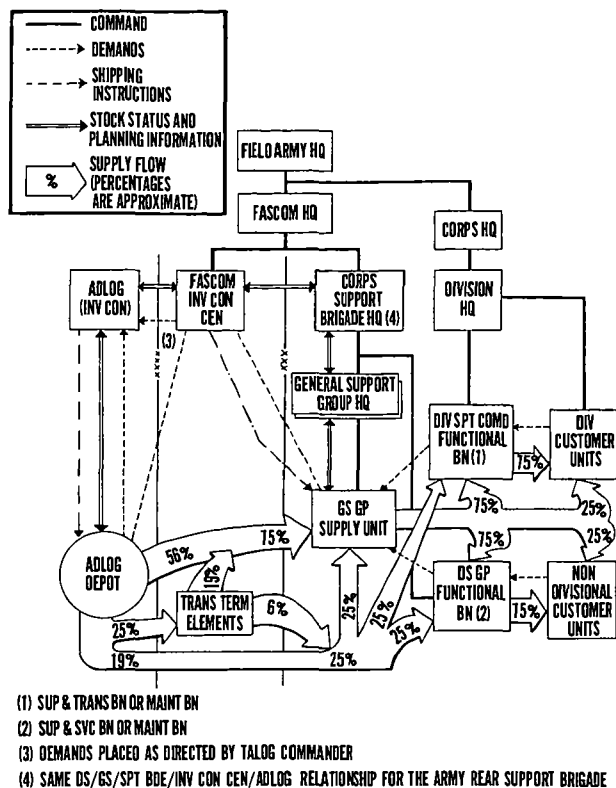 COMMAND
DEMANDS
SHIPPING
INSTRUCTIONS
STOCK STATUS AND
PLANNING INFORMATION
%
SUPPLY FLOW
(PERCENTAGES
ARE APPROXIMATE)
FIELD ARMY HQ
FASCOM HQ
CORPS HQ
ADLOG
(INV CON)
FASCOM
INV CON
CEN
CORPS
SUPPORT
BRIGADE HQ (4)
DIVISION
HQ
(3)
XXXX
XXX
GENERAL SUPPORT
GROUP HQ
DIV SPT COMD
FUNCTIONAL
BN (1)
75%
DIV
CUSTOMER
UNITS
GS GP
SUPPLY UNIT
75%
25%
75%
25%
ADLOG
DEPOT
56%
75%
19%
TRANS TERM
ELEMENTS
6%
25%
25%
25%
25%
19%
25%
DS GP
FUNCTIONAL
BN (2)
75%
NON
DIVISIONAL
CUSTOMER
UNITS
(1) SUP & TRANS BN OR MAINT BN
(2) SUP & SVC BN OR MAINT BN
(3) DEMANDS PLACED AS DIRECTED BY TALOG COMMANDER
(4) SAME DS/GS/SPT BDE/INV CON CEN/ADLOG RELATIONSHIP FOR THE ARMY REAR SUPPORT BRIGADE